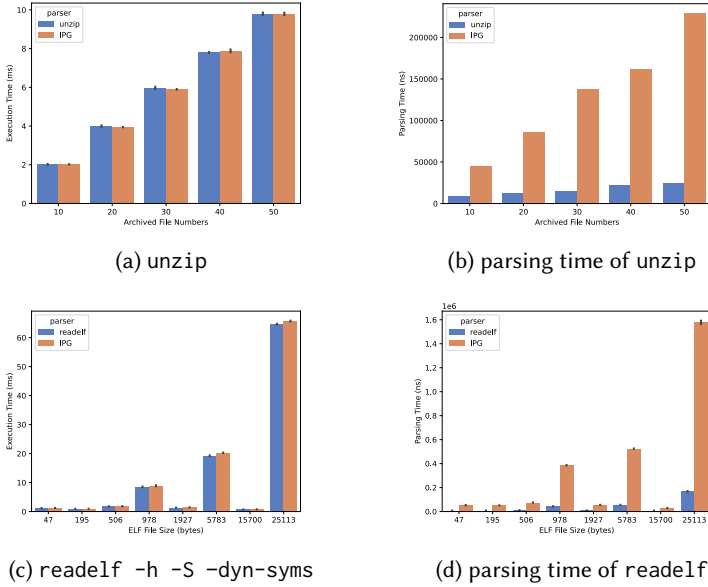 parser
unzip
IPG
10
8
6
4
2
0
Execution Time (ms)
10 20 30 40 50
Archived File Numbers
(a) unzip
parser
unzip
IPG
200000
150000
100000
50000
0
Parsing Time (ns)
10 20 30 40 50
Archived File Numbers
(b) parsing time of unzip
parser
readelf
IPG
60
50
40
30
20
10
0
Execution Time (ms)
47 195 506 978 1927 5783 15700 25113
ELF File Size (bytes)
(c) readelf -h -S -dyn-syms
1e6
parser
readelf
IPG
1.6
1.4
1.2
1.0
0.8
0.6
0.4
0.2
0.0
Parsing Time (ns)
47 195 506 978 1927 5783 15700 25113
ELF File Size (bytes)
(d) parsing time of readelf